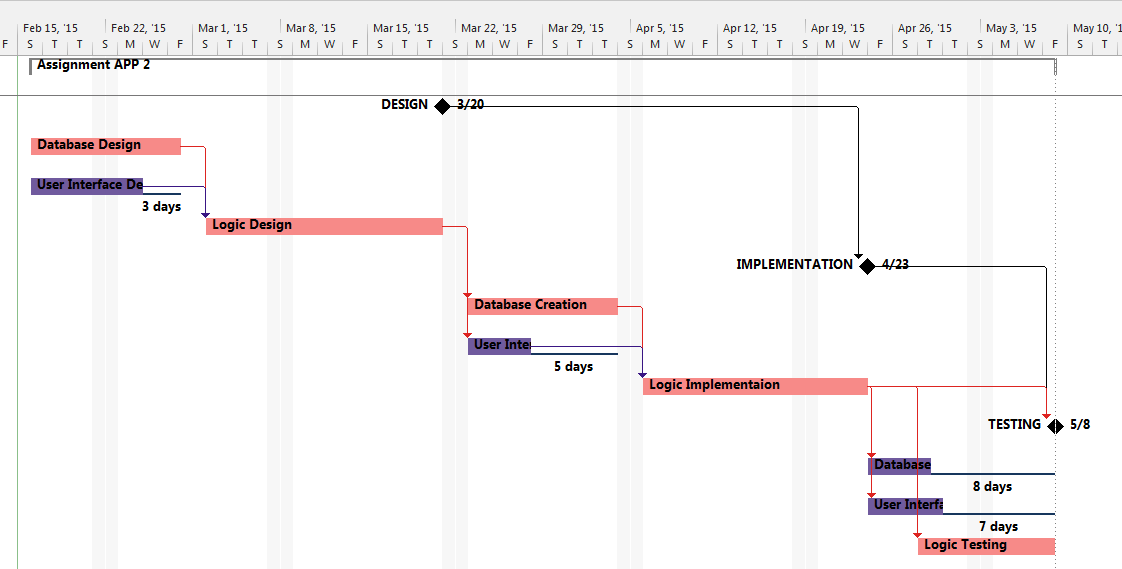 Feb 15, '15 Feb 22, '15 Mar 1, '15 Mar 8, '15 Mar 15, '15 Mar 22, '15 Mar 29, '15 Apr 5, '15 Apr 12, '15 Apr 19, '15 Apr 26, '15 May 3, '15 May 10, '1
F S T T S M W F S T T S M W F S T T S M W F S T T S M W F S T T S M W F S T T S M W F S T
Assignment APP 2
DESIGN 3/20
Database Design
User Interface De
3 days
Logic Design
IMPLEMENTATION 4/23
Database Creation
User Inte
5 days
Logic Implementaion
TESTING 5/8
Database
8 days
User Interfa
7 days
Logic Testing